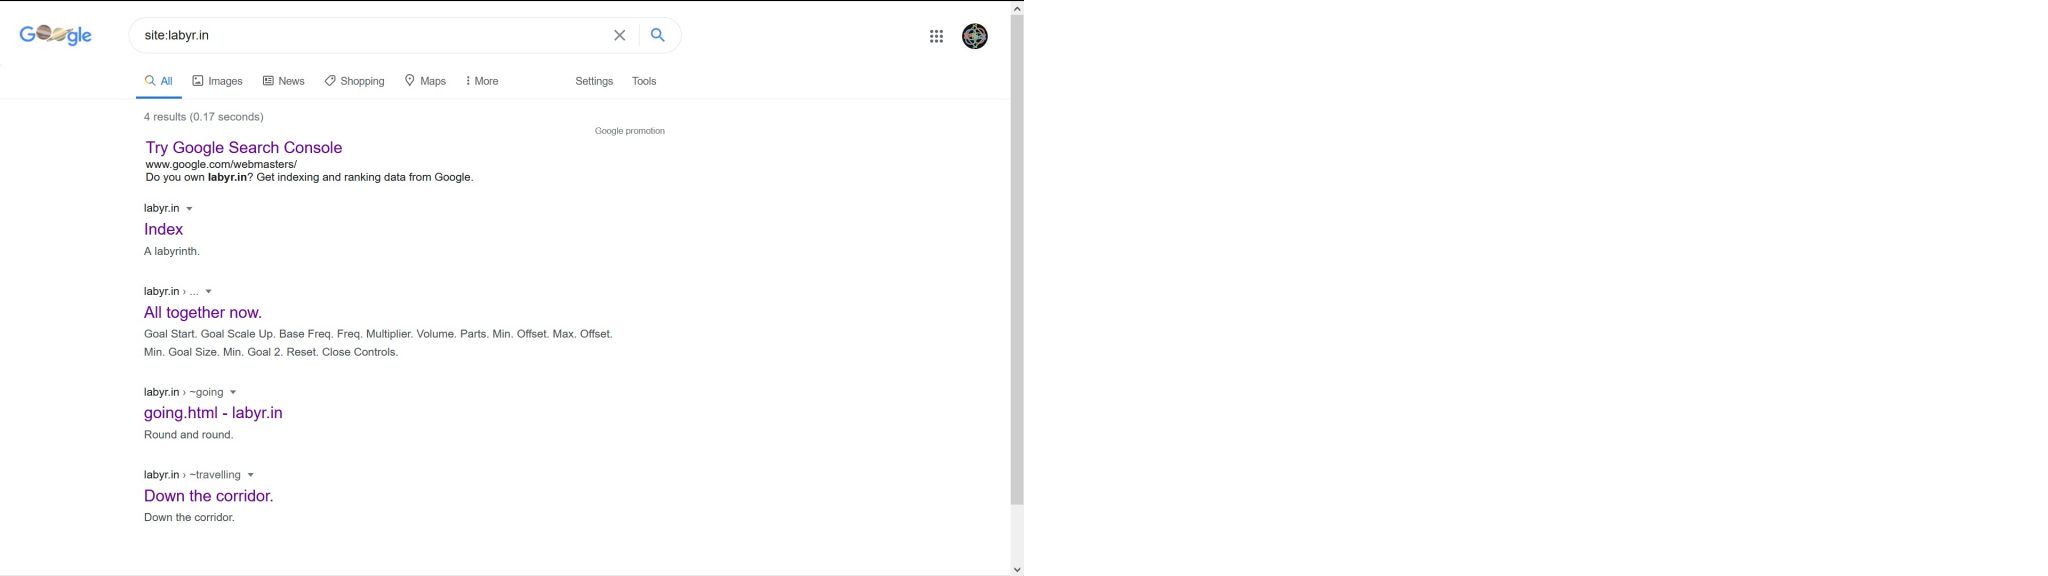 Google
site:labyr.in
All Images News Shopping Maps More Settings Tools
4 results (0.17 seconds)
Google promotion
Try Google Search Console
www.google.com/webmasters/
Do you own labyr.in? Get indexing and ranking data from Google.
labyr.in
Index
A labyrinth.
labyr.in › ...
All together now.
Goal Start. Goal Scale Up. Base Freq. Freq. Multiplier. Volume. Parts. Min. Offset. Max. Offset.
Min. Goal Size. Min. Goal 2. Reset. Close Controls.
labyr.in › ~going
going.html - labyr.in
Round and round.
labyr.in › ~travelling
Down the corridor.
Down the corridor.